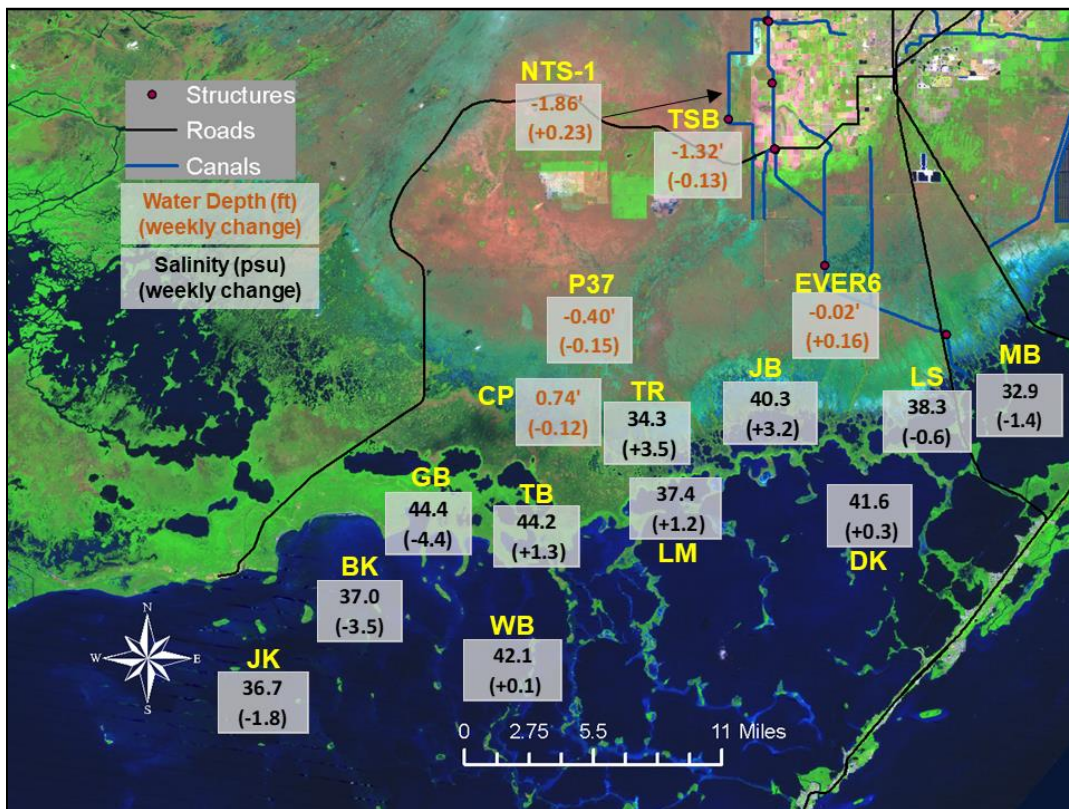 NTS-1
-1.86'
(+0.23)
Structures
Roads
Canals
TSB
-1.32'
(-0.13)
Water Depth (ft)
(weekly change)
Salinity (psu)
(weekly change)
P37
-0.40'
(-0.15)
EVER6
-0.02'
(+0.16)
CP
0.74'
(-0.12)
TR
34.3
(+3.5)
JB
40.3
(+3.2)
LS
38.3
(-0.6)
MB
32.9
(-1.4)
GB
44.4
(-4.4)
TB
44.2
(+1.3)
37.4
(+1.2)
LM
41.6
(+0.3)
DK
BK
37.0
(-3.5)
WB
42.1
(+0.1)
JK
36.7
(-1.8)
N
W E
S
0 2.75 5.5 11 Miles